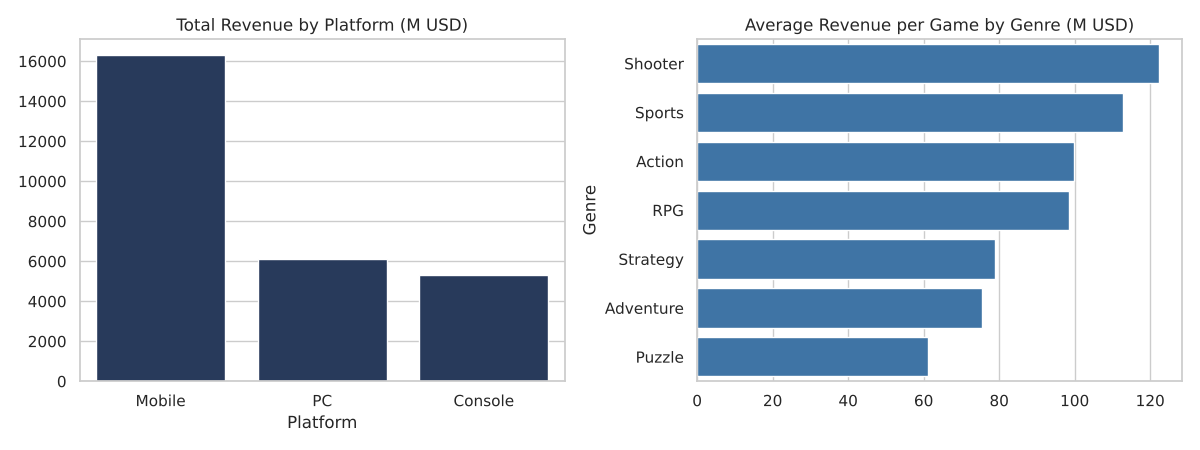 Total Revenue by Platform (M USD)
16000
14000
12000
10000
8000
6000
4000
2000
0
Mobile
PC
Console
Platform
Average Revenue per Game by Genre (M USD)
Genre
Shooter
Sports
Action
RPG
Strategy
Adventure
Puzzle
0
20
40
60
80
100
120